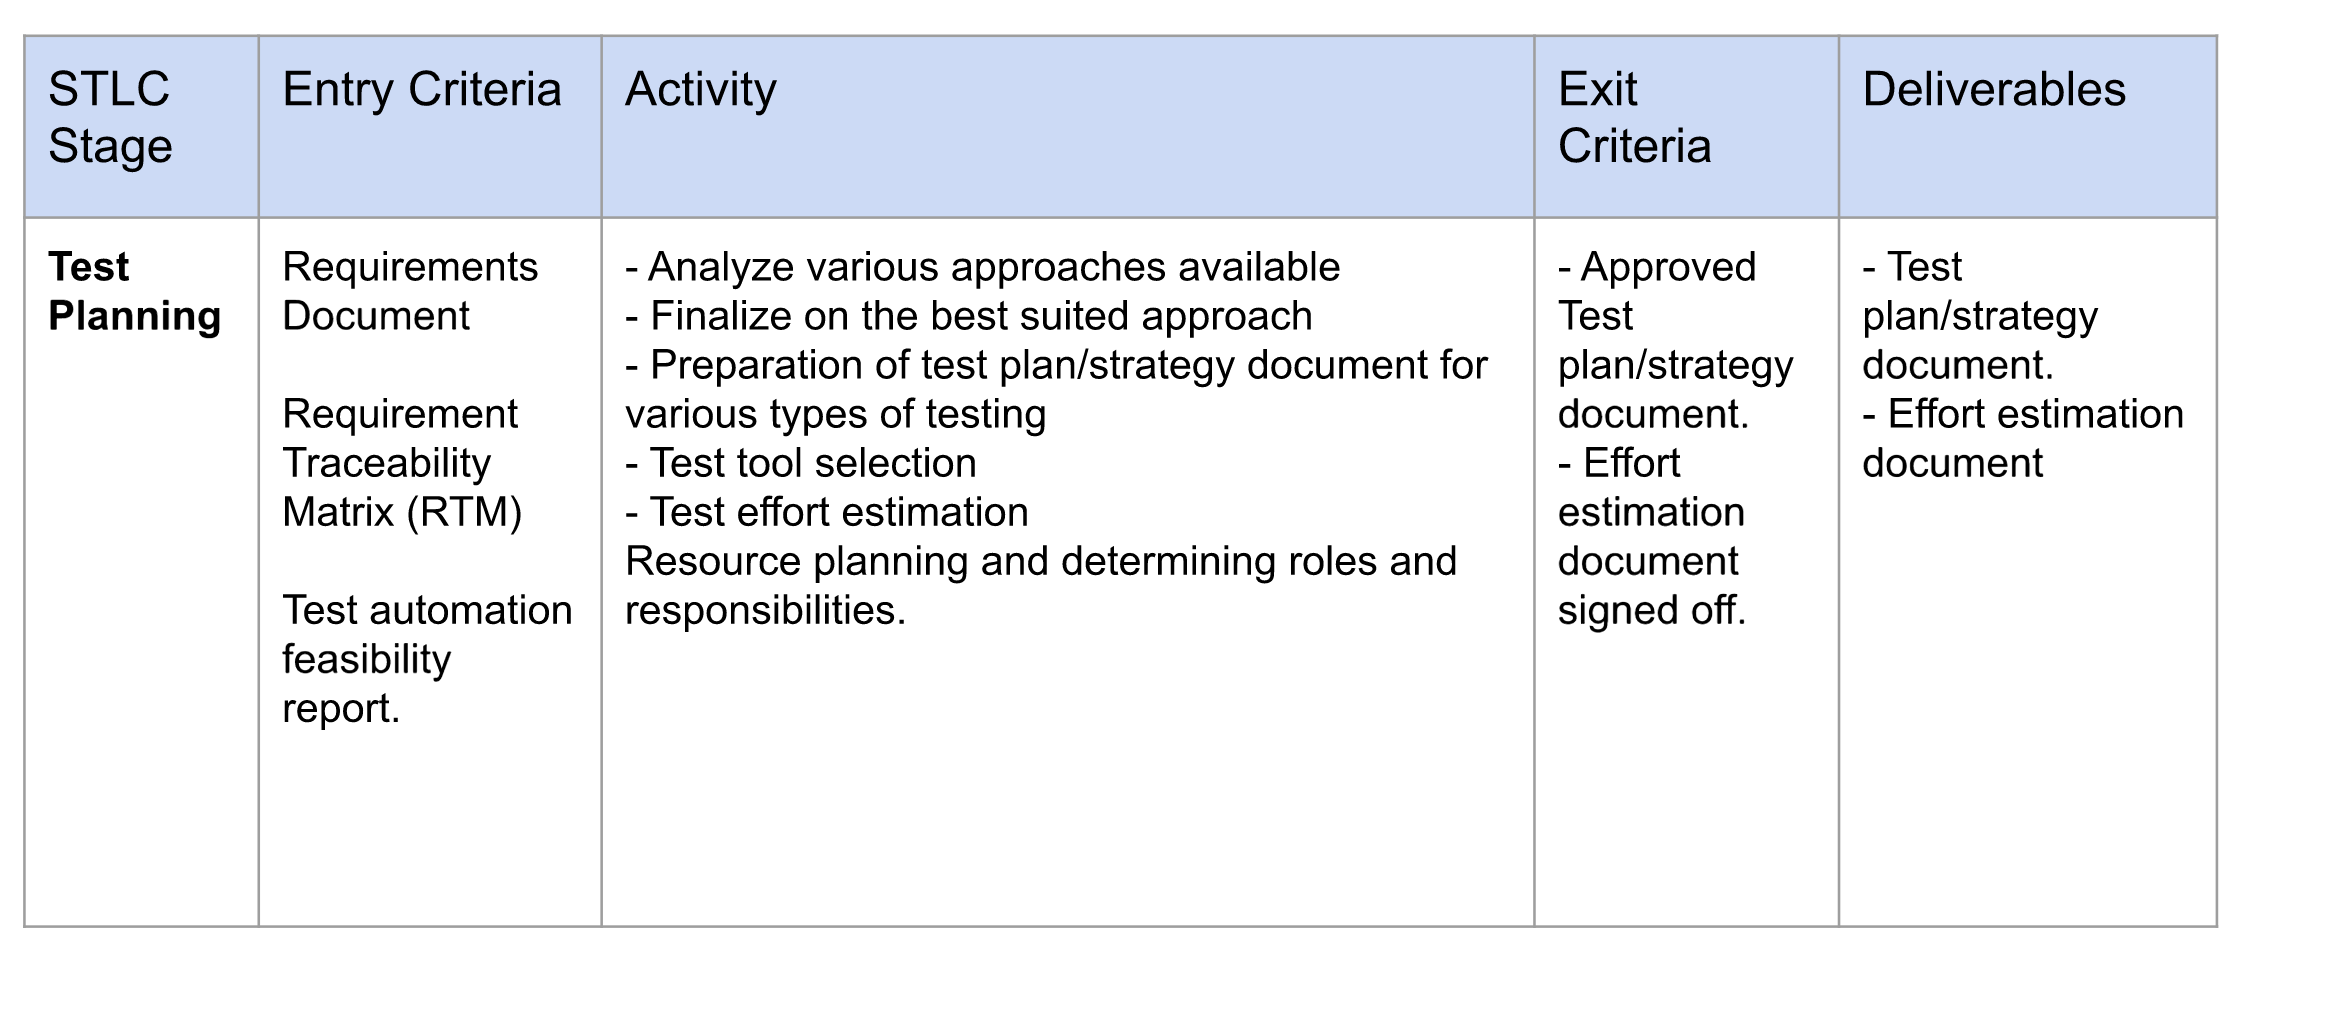 STLC
Stage
Entry Criteria
Activity
Exit
Criteria
Deliverables
Test
Planning
Requirements
Document
Requirement
Traceability
Matrix (RTM)
Test automation
feasibility
report.
- Analyze various approaches available
- Finalize on the best suited approach
- Preparation of test plan/strategy document for
various types of testing
- Test tool selection
- Test effort estimation
Resource planning and determining roles and
responsibilities.
- Approved
Test
plan/strategy
document.
- Effort
estimation
document
signed off.
- Test
plan/strategy
document.
- Effort estimation
document